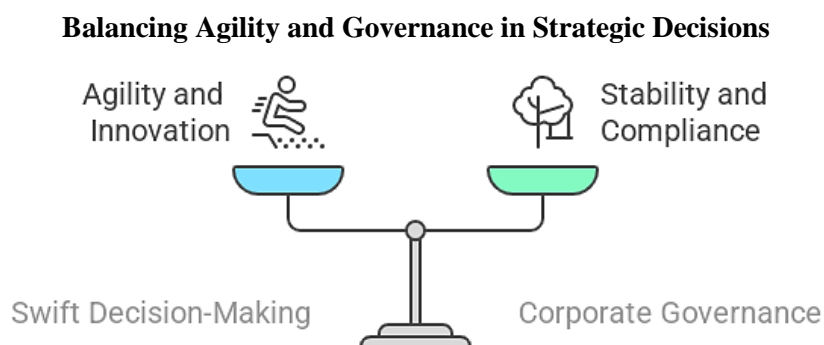 Balancing Agility and Governance in Strategic Decisions
Agility and
Innovation
Stability and
Compliance
Swift Decision-Making
Corporate Governance